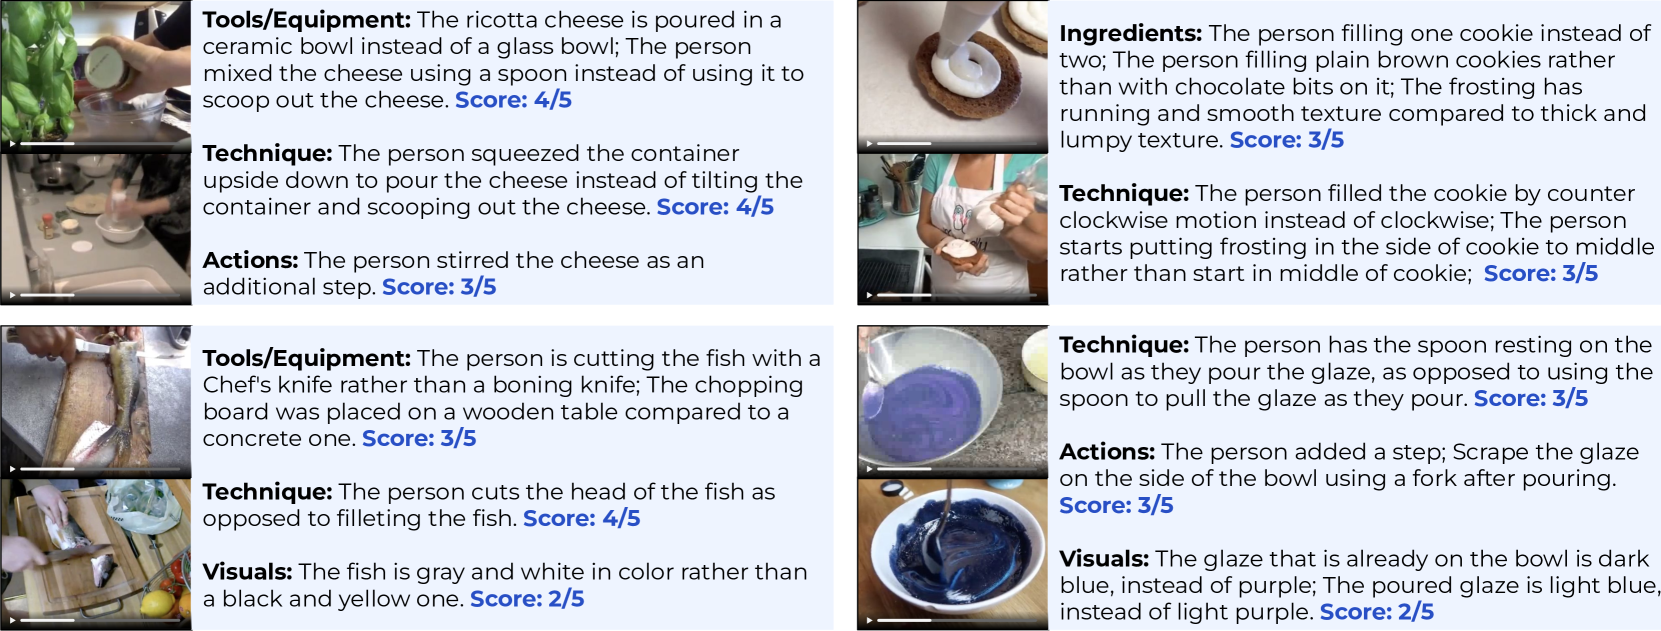 Tools/Equipment: The ricotta cheese is poured in a
ceramic bowl instead of a glass bowl; The person
mixed the cheese using a spoon instead of using it to
scoop out the cheese. Score: 4/5
Technique: The person squeezed the container
upside down to pour the cheese instead of tilting the
container and scooping out the cheese. Score: 4/5
Actions: The person stirred the cheese as an
additional step. Score: 3/5
Ingredients: The person filling one cookie instead of
two; The person filling plain brown cookies rather
than with chocolate bits on it; The frosting has
running and smooth texture compared to thick and
lumpy texture. Score: 3/5
Technique: The person filled the cookie by counter
clockwise motion instead of clockwise; The person
starts putting frosting in the side of cookie to middle
rather than start in middle of cookie; Score: 3/5
Tools/Equipment: The person is cutting the fish with a
Chef's knife rather than a boning knife; The chopping
board was placed on a wooden table compared to a
concrete one. Score: 3/5
Technique: The person cuts the head of the fish as
opposed to filleting the fish. Score: 4/5
Visuals: The fish is gray and white in color rather than
a black and yellow one. Score: 2/5
Technique: The person has the spoon resting on the
bowl as they pour the glaze, as opposed to using the
spoon to pull the glaze as they pour. Score: 3/5
Actions: The person added a step; Scrape the glaze
on the side of the bowl using a fork after pouring.
Score: 3/5
Visuals: The glaze that is already on the bowl is dark
blue, instead of purple; The poured glaze is light blue,
instead of light purple. Score: 2/5